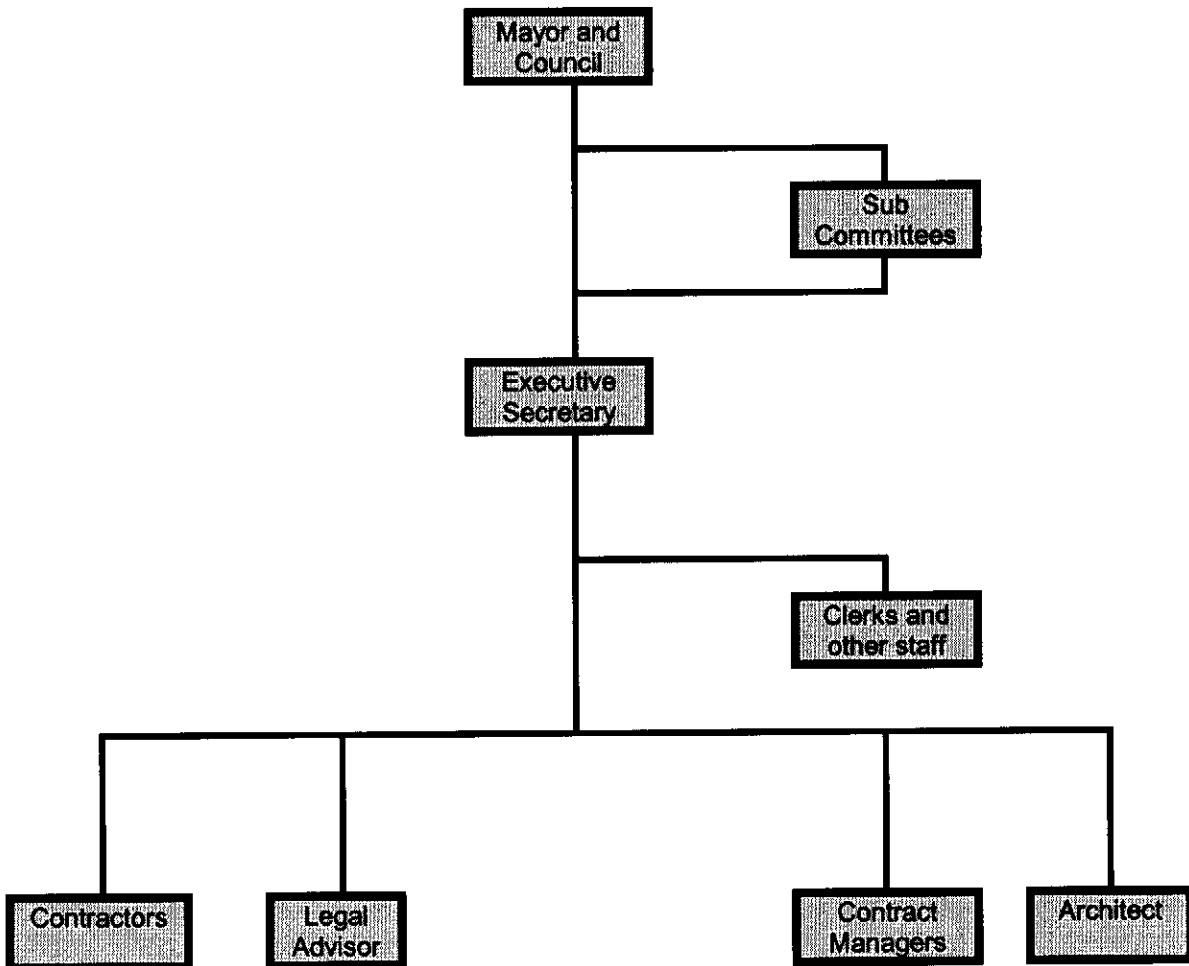 Mayor and
Council
Sub
Committees
Executive
Secretary
Clerks and
other staff
Contractors
Legal
Advisor
Contract
Managers
Architect